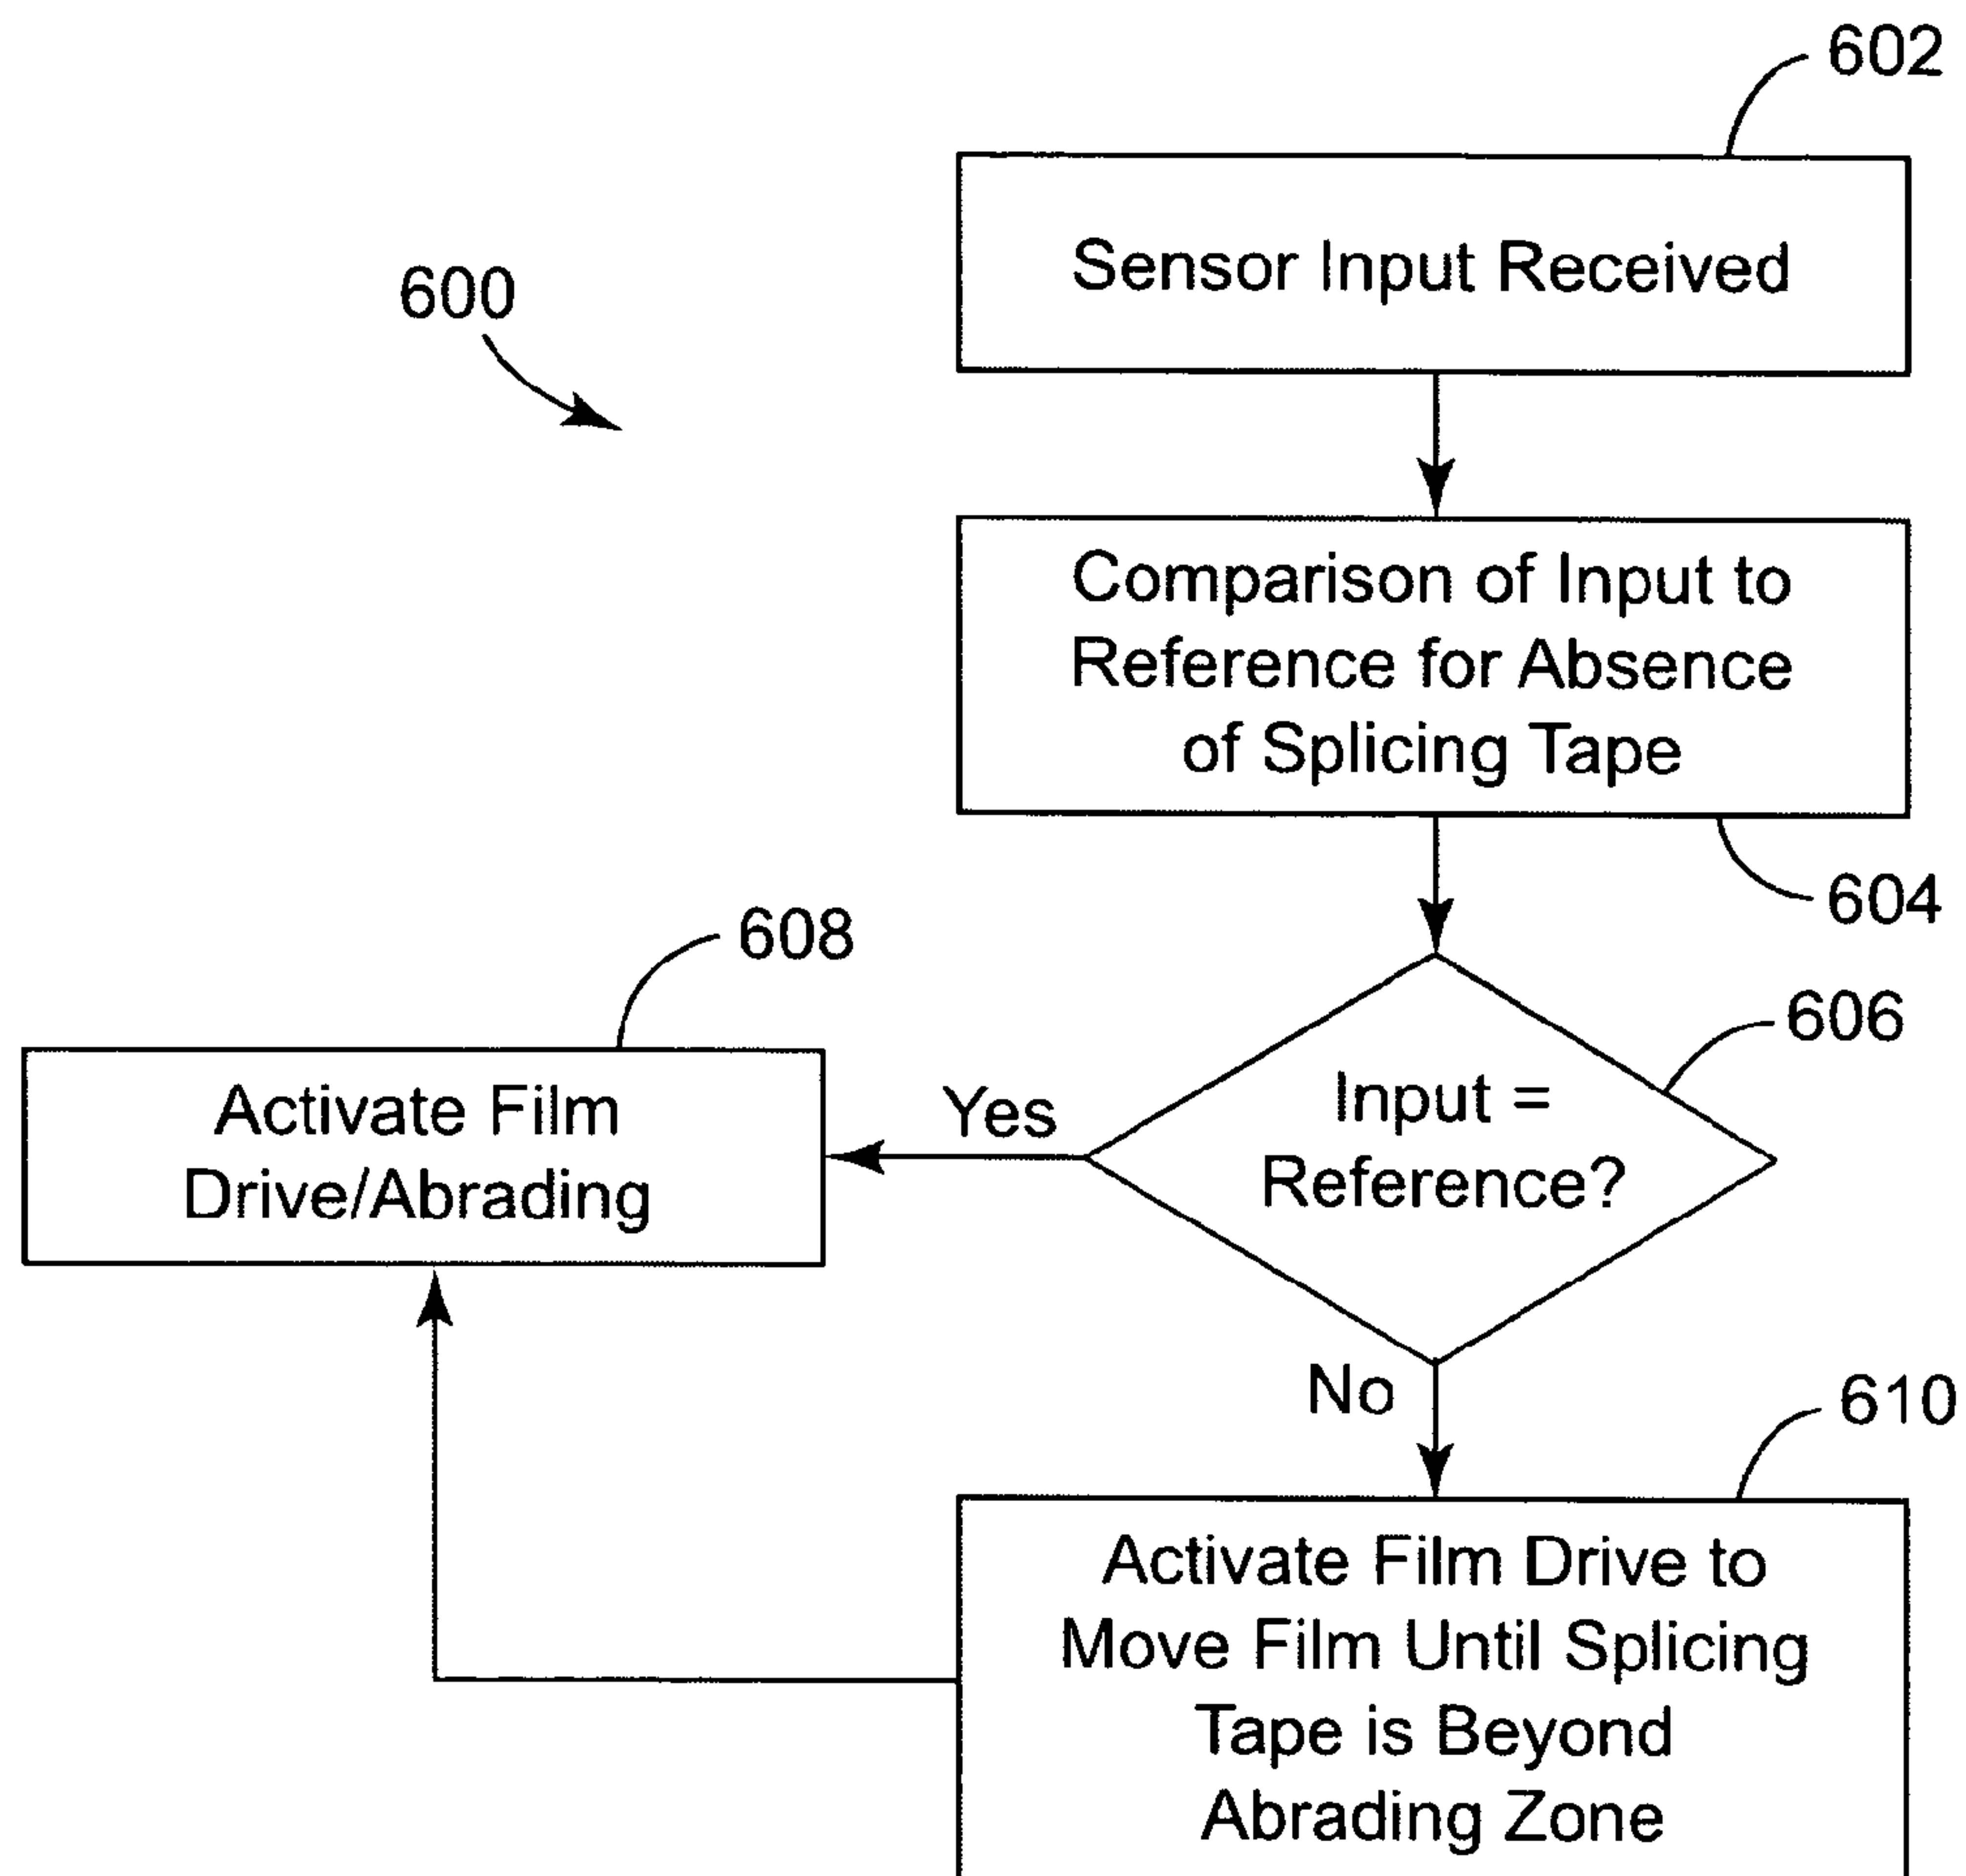 602
Sensor Input Received
600
Comparison of Input to
Reference for Absence
of Splicing Tape
604
608
606
Activate Film
Drive/Abrading
Yes
Input =
Reference?
No
610
Activate Film Drive to
Move Film Until Splicing
Tape is Beyond
Abrading Zone